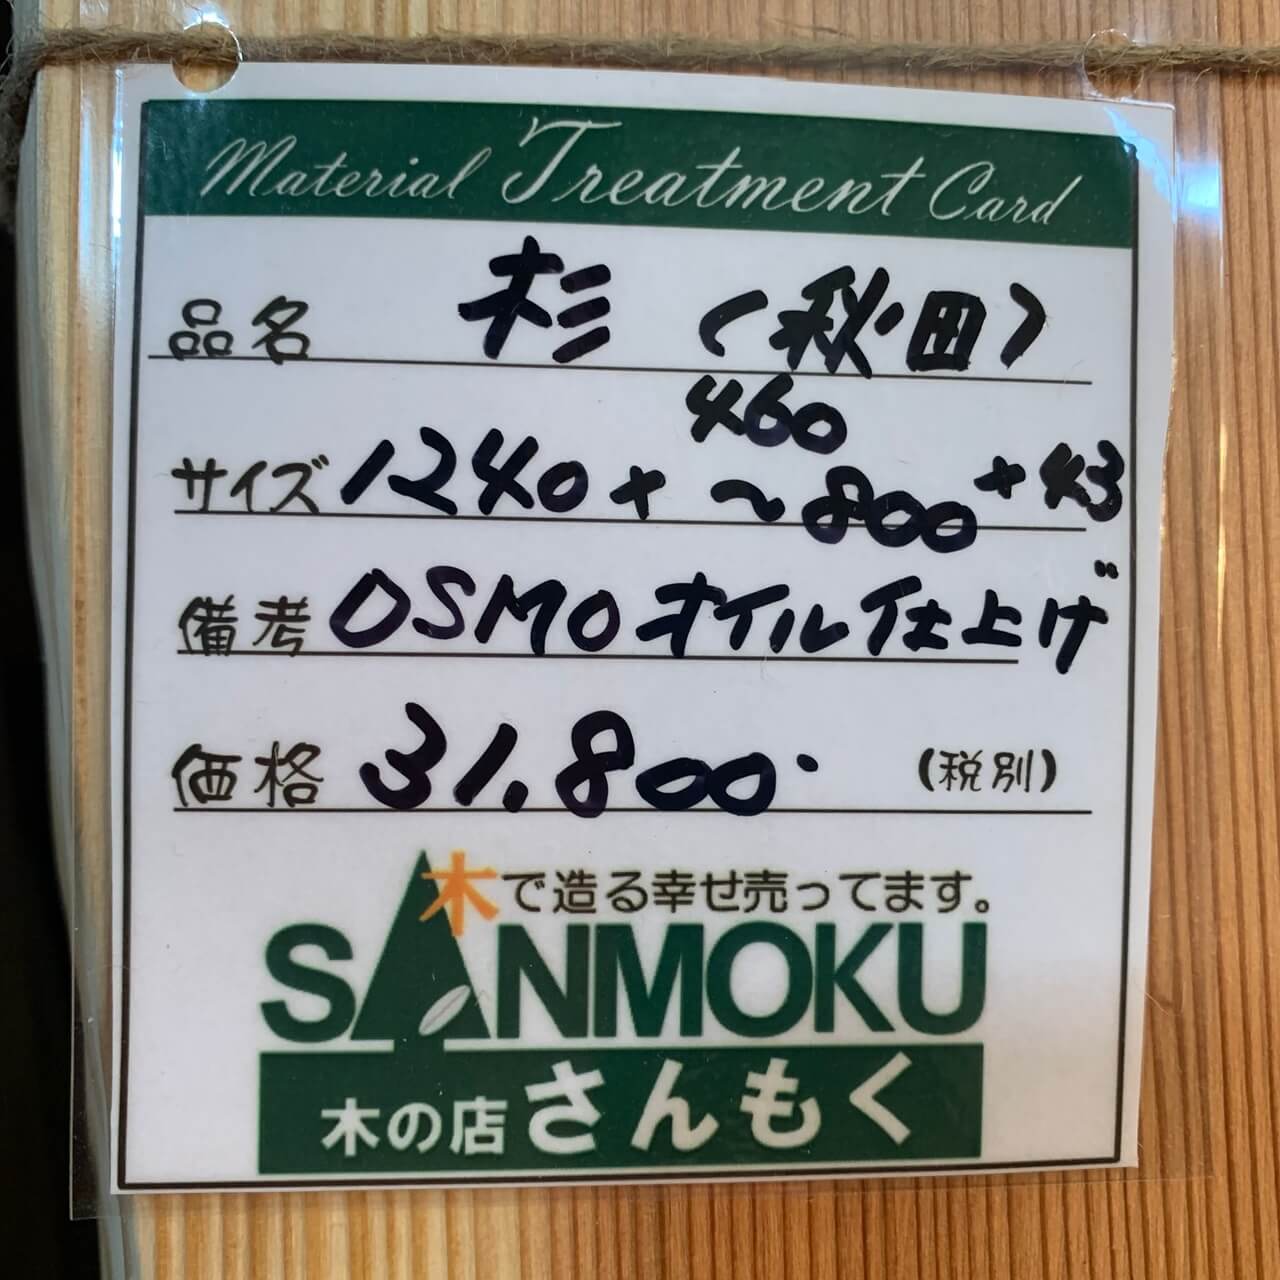 Material Treatment Card
品名 杉 (秋田)
サイズ 1240 × 460~800 × 43
備考 OSMOオイル仕上げ
価格 31,800. (税別)
木で造る幸せ売ってます。
SANMOKU
木の店 さんもく